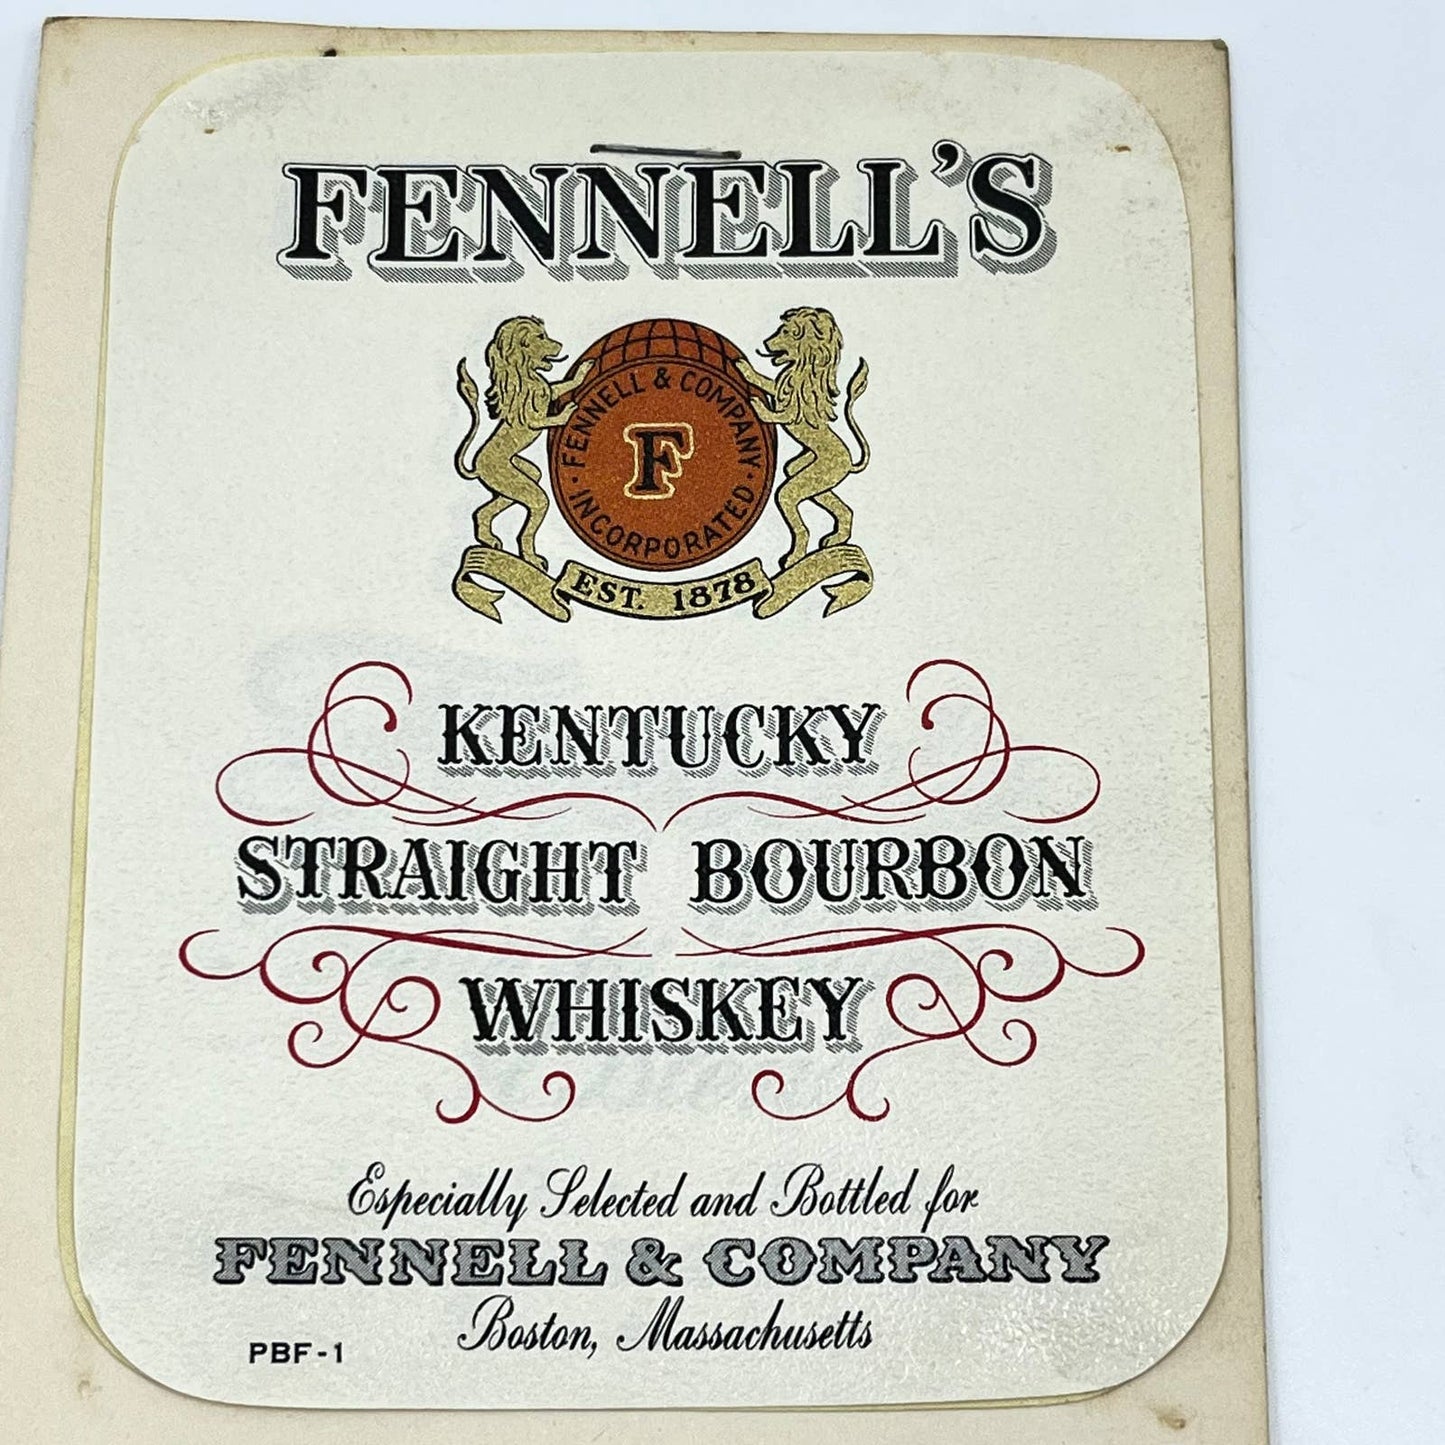 FENNELL'S
FENNELL & COMPANY
· INCORPORATED ·
F
EST. 1878
KENTUCKY
STRAIGHT BOURBON
WHISKEY
Especially Selected and Bottled for
FENNELL & COMPANY
Boston, Massachusetts
PBF-1